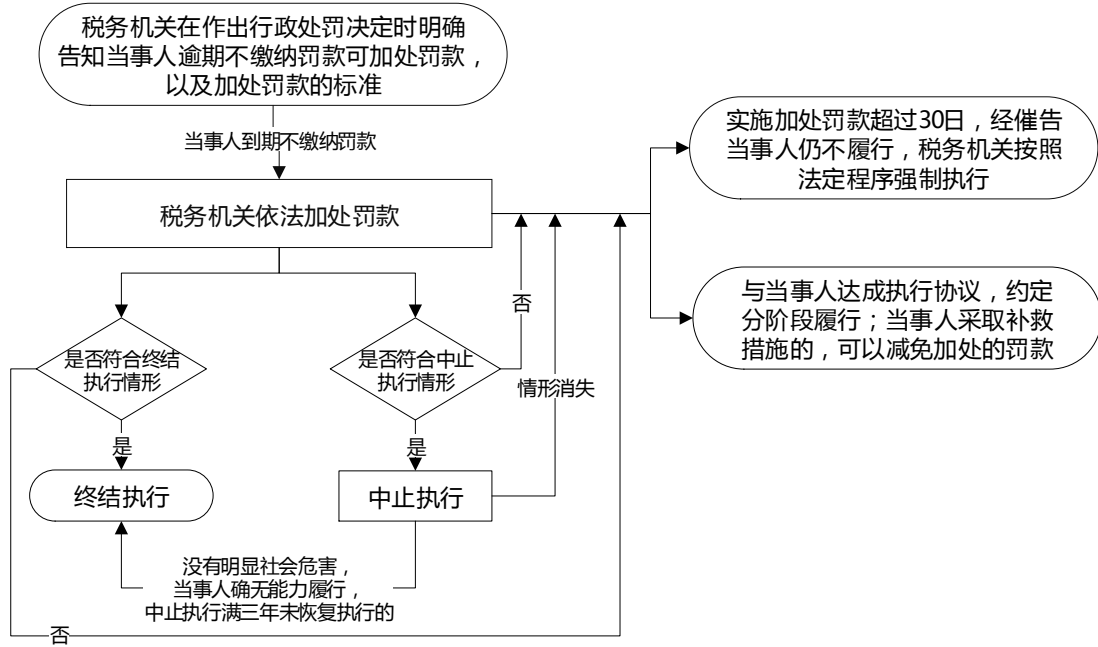 税务机关在作出行政处罚决定时明确
告知当事人逾期不缴纳罚款可加处罚款，
以及加处罚款的标准
当事人到期不缴纳罚款
税务机关依法加处罚款
实施加处罚款超过30日，经催告
当事人仍不履行，税务机关按照
法定程序强制执行
与当事人达成执行协议，约定
分阶段履行；当事人采取补救
措施的，可以减免加处的罚款
否
是否符合终结
执行情形
是否符合中止
执行情形
情形消失
是
是
终结执行
中止执行
没有明显社会危害，
当事人确无能力履行，
中止执行满三年未恢复执行的
否